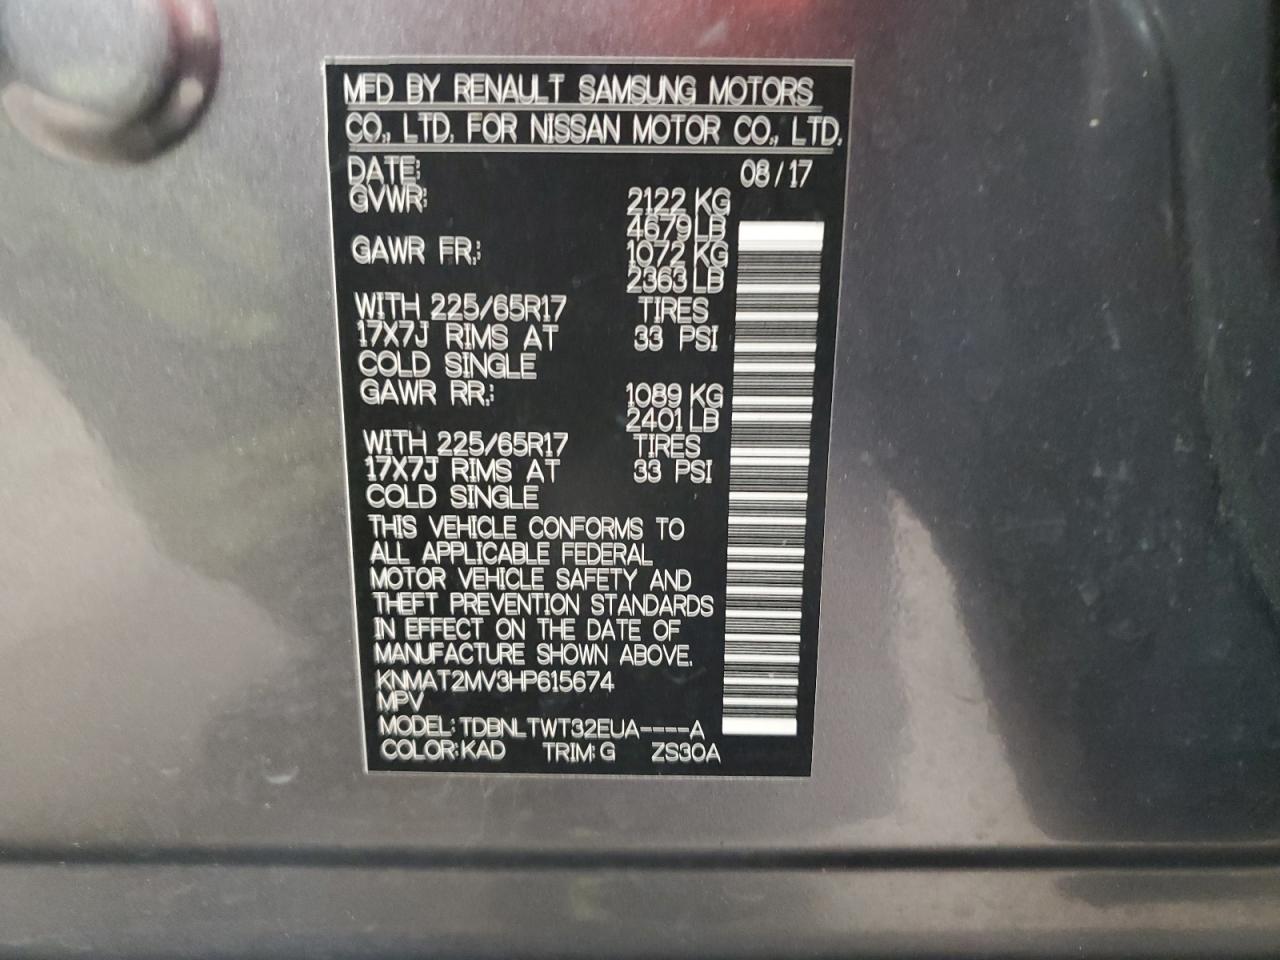 MFD BY RENAULT SAMSUNG MOTORS
CO., LTD. FOR NISSAN MOTOR CO., LTD.
DATE: 08/17
GVWR: 2122 KG
4679 LB
GAWR FR.: 1072 KG
2363 LB
WITH 225/65R17 TIRES
17X7J RIMS AT 33 PSI
COLD SINGLE
GAWR RR.: 1089 KG
2401 LB
WITH 225/65R17 TIRES
17X7J RIMS AT 33 PSI
COLD SINGLE
THIS VEHICLE CONFORMS TO
ALL APPLICABLE FEDERAL
MOTOR VEHICLE SAFETY AND
THEFT PREVENTION STANDARDS
IN EFFECT ON THE DATE OF
MANUFACTURE SHOWN ABOVE.
KNMAT2MV3HP615674
MPV
MODEL: TDBNLTWT32EUA----A
COLOR: KAD TRIM: G ZS30A